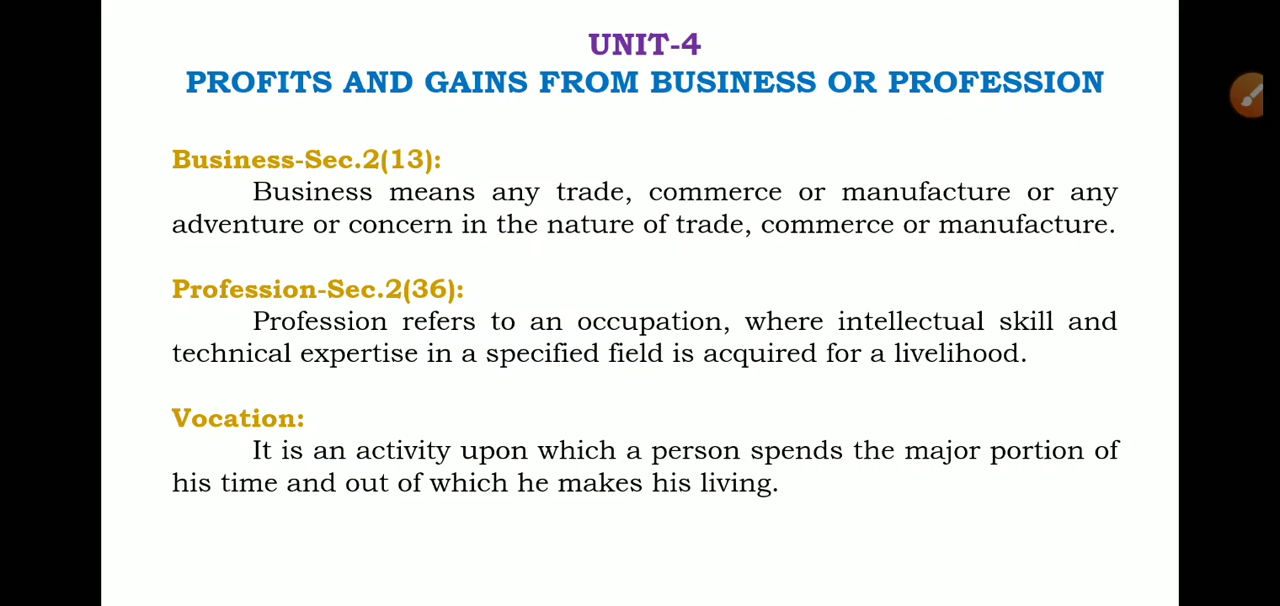 UNIT-4
PROFITS AND GAINS FROM BUSINESS OR PROFESSION
Business-Sec.2(13):
Business means any trade, commerce or manufacture or any
adventure or concern in the nature of trade, commerce or manufacture.
Profession-Sec.2(36):
Profession refers to an occupation, where intellectual skill and
technical expertise in a specified field is acquired for a livelihood.
Vocation:
It is an activity upon which a person spends the major portion of
his time and out of which he makes his living.